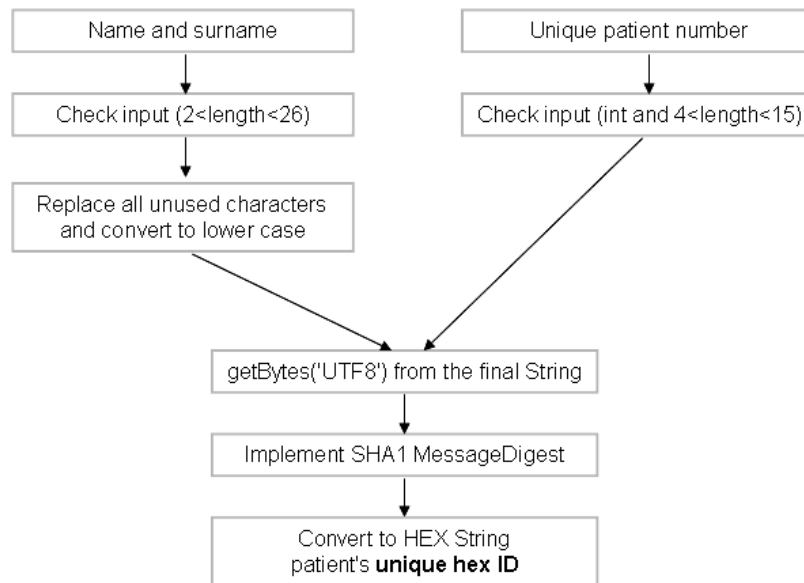 Name and surname
Unique patient number
Check input (2<length<26)
Check input (int and 4<length<15)
Replace all unused characters
and convert to lower case
getBytes('UTF8') from the final String
Implement SHA1 MessageDigest
Convert to HEX String
patient's unique hex ID